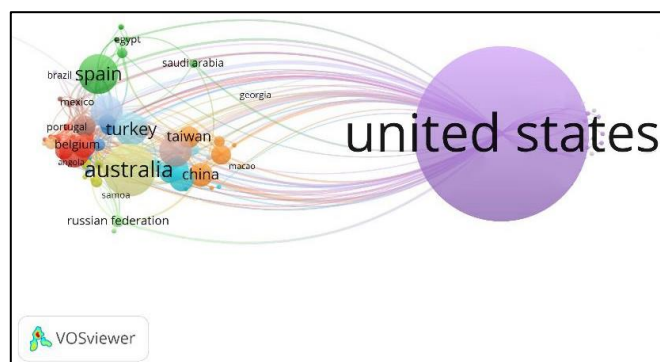 egypt
saudi arabia
brazil
spain
georgia
mexico
united states
portugal
turkey
taiwan
belgium
angola
australia
china
macao
samoa
russian federation
VOSviewer